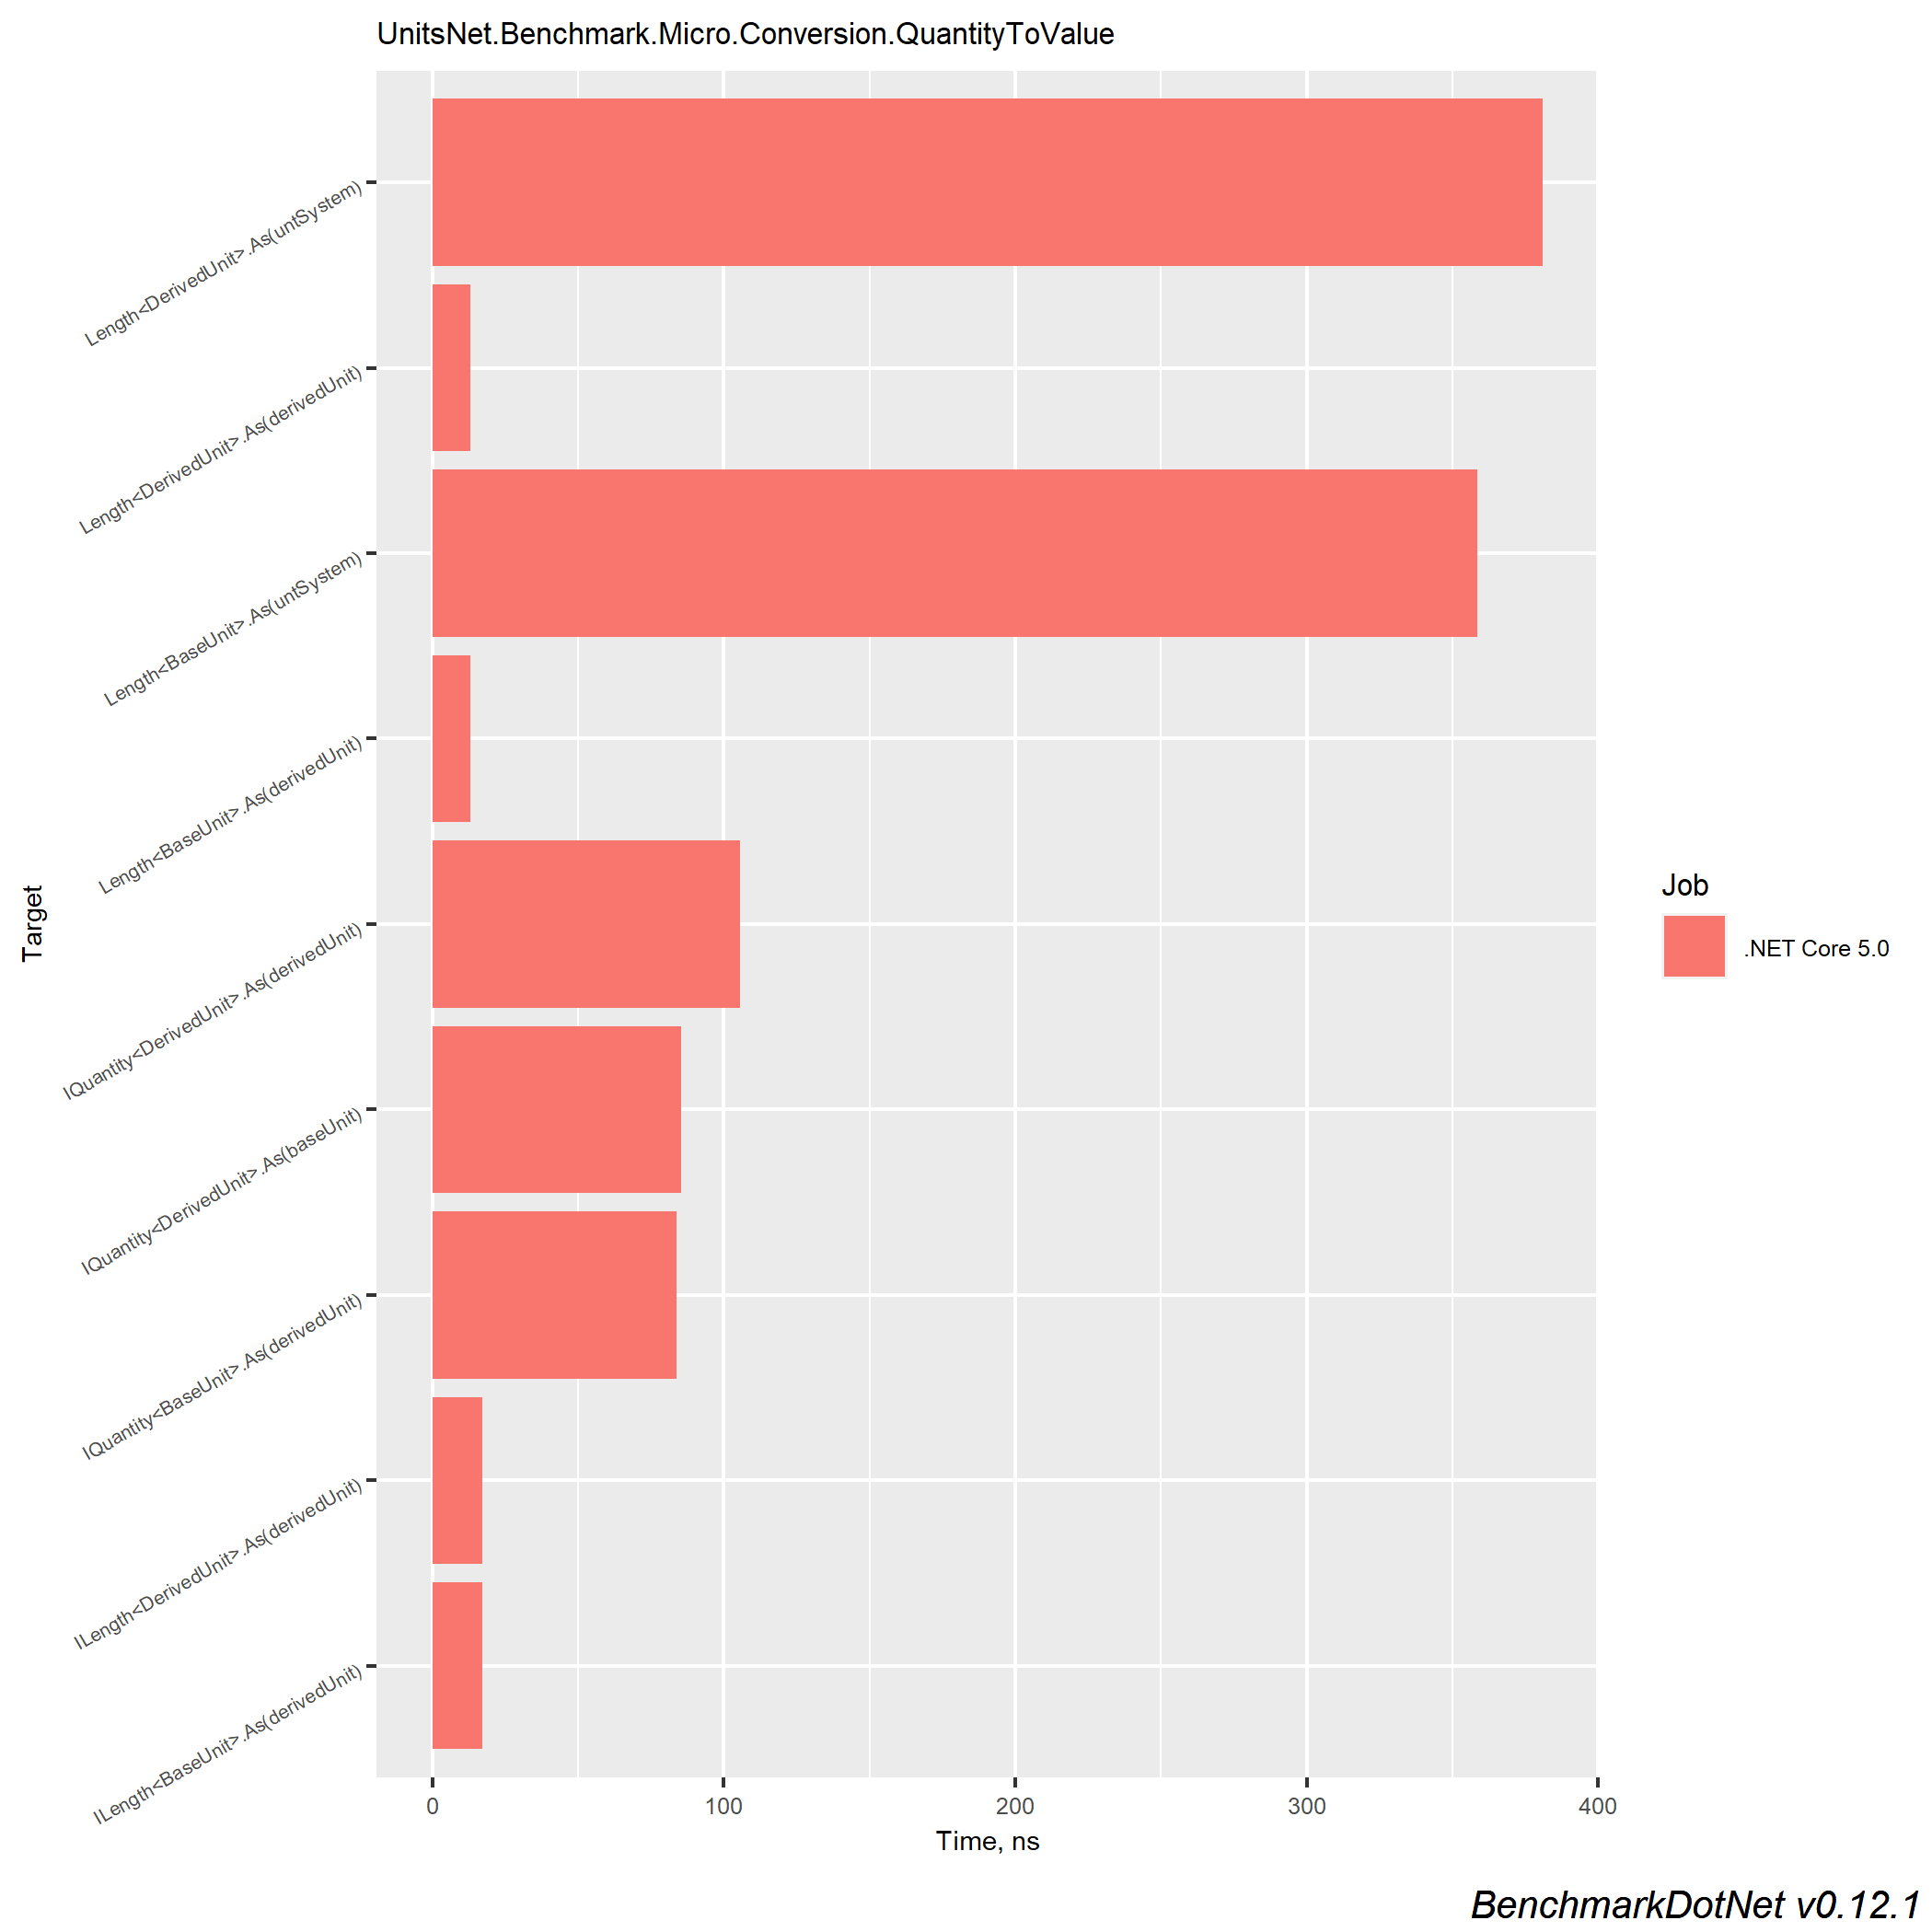 UnitsNet.Benchmark.Micro.Conversion.QuantityToValue
Length<DerivedUnit>.As(untSystem)
Length<DerivedUnit>.As(derivedUnit)
Length<BaseUnit>.As(untSystem)
Length<BaseUnit>.As(derivedUnit)
IQuantity<DerivedUnit>.As(derivedUnit)
IQuantity<DerivedUnit>.As(baseUnit)
IQuantity<BaseUnit>.As(derivedUnit)
ILength<DerivedUnit>.As(derivedUnit)
ILength<BaseUnit>.As(derivedUnit)
Target
0 100 200 300 400
Time, ns
Job
.NET Core 5.0
BenchmarkDotNet v0.12.1